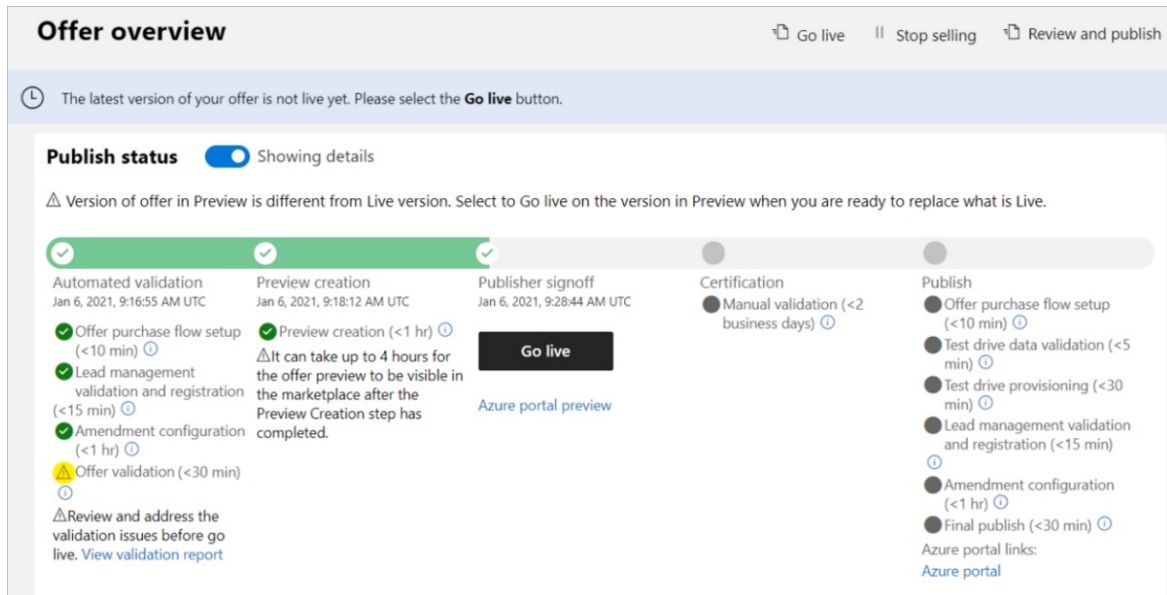 Offer overview
Go live
Stop selling
Review and publish
The latest version of your offer is not live yet. Please select the Go live button.
Publish status
Showing details
Version of offer in Preview is different from Live version. Select to Go live on the version in Preview when you are ready to replace what is Live.
Automated validation
Jan 6, 2021, 9:16:55 AM UTC
Offer purchase flow setup
(<10 min)
Lead management
validation and registration
(<15 min)
Amendment configuration
(<1 hr)
Offer validation (<30 min)
Review and address the
validation issues before go
live. View validation report
Preview creation
Jan 6, 2021, 9:18:12 AM UTC
Preview creation (<1 hr)
It can take up to 4 hours for
the offer preview to be visible in
the marketplace after the
Preview Creation step has
completed.
Publisher signoff
Jan 6, 2021, 9:28:44 AM UTC
Go live
Azure portal preview
Certification
Manual validation (<2
business days)
Publish
Offer purchase flow setup
(<10 min)
Test drive data validation (<5
min)
Test drive provisioning (<30
min)
Lead management validation
and registration (<15 min)
Amendment configuration
(<1 hr)
Final publish (<30 min)
Azure portal links:
Azure portal